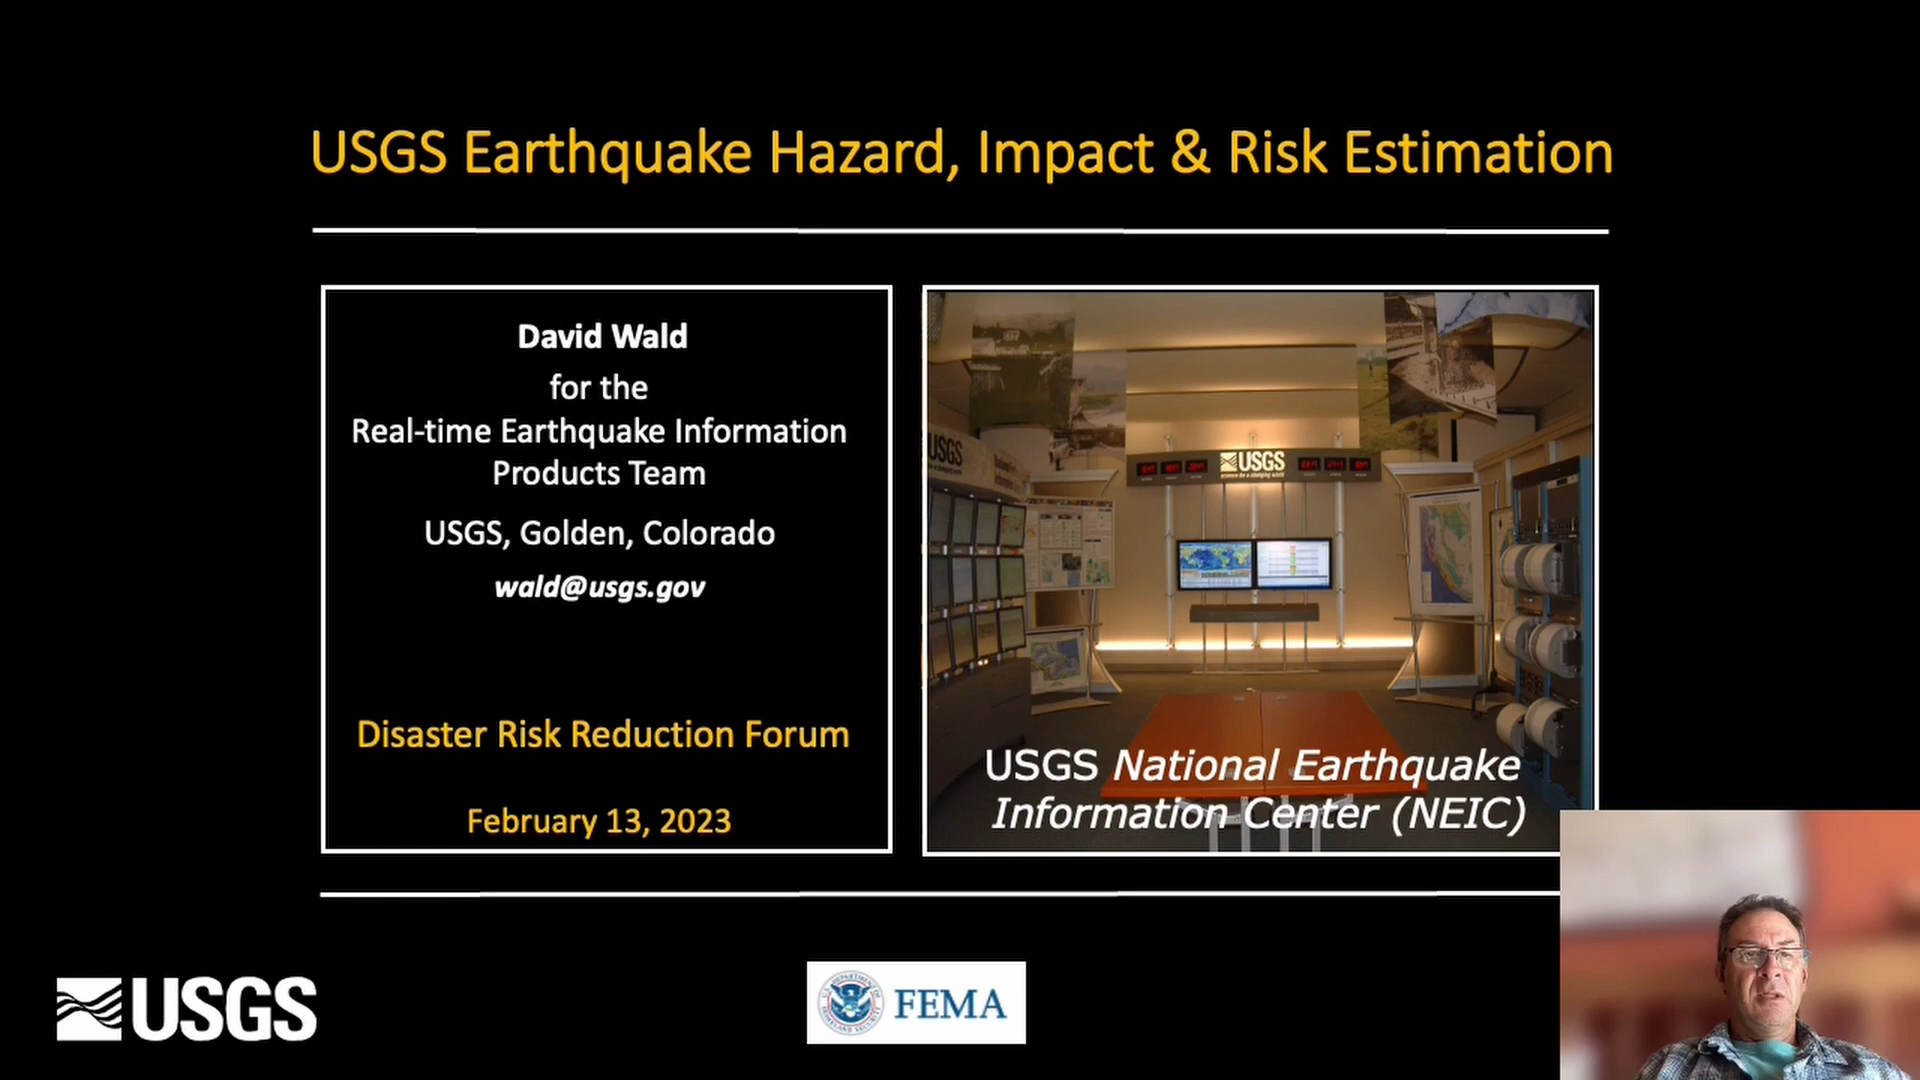 USGS Earthquake Hazard, Impact & Risk Estimation
David Wald
for the
Real-time Earthquake Information
Products Team
USGS, Golden, Colorado
wald@usgs.gov
Disaster Risk Reduction Forum
February 13, 2023
USGS
USGS
USGS National Earthquake
Information Center (NEIC)
USGS
FEMA